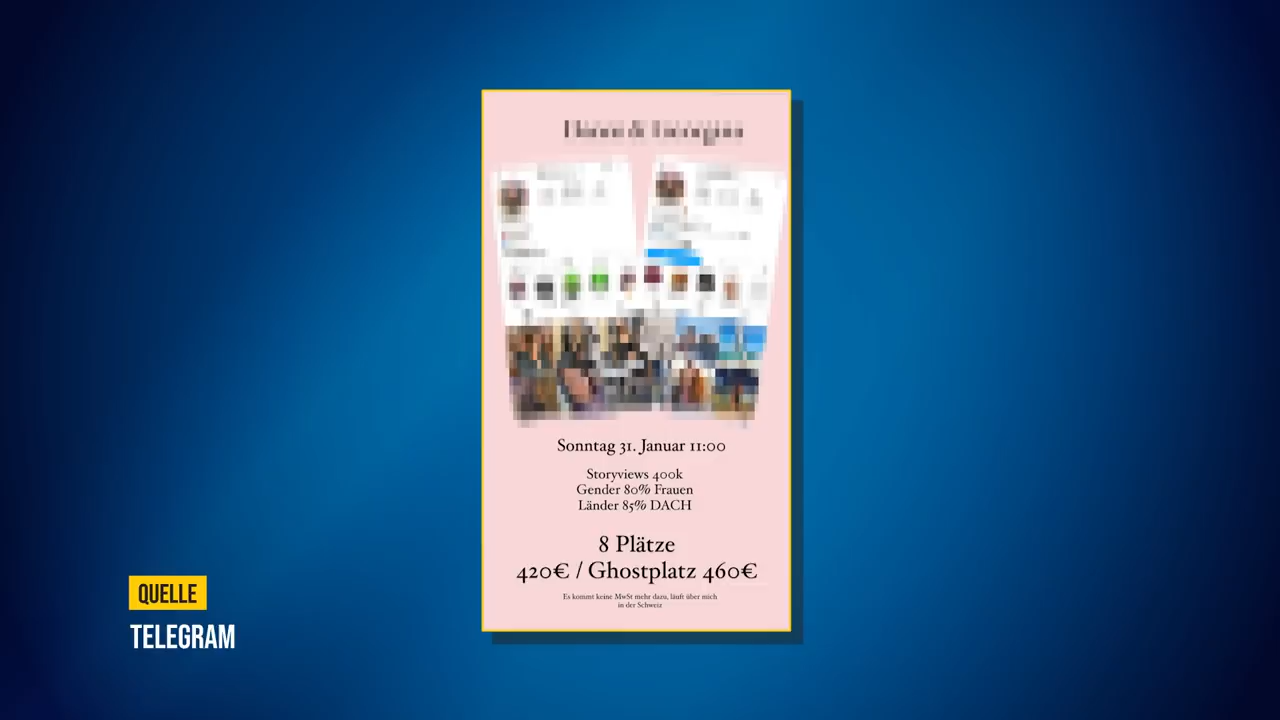 Sonntag 31. Januar 11:00
Storyviews 400k
Gender 80% Frauen
Länder 85% DACH
8 Plätze
420€ / Ghostplatz 460€
Es kommt keine MwSt mehr dazu, läuft über mich
in der Schweiz
QUELLE
TELEGRAM